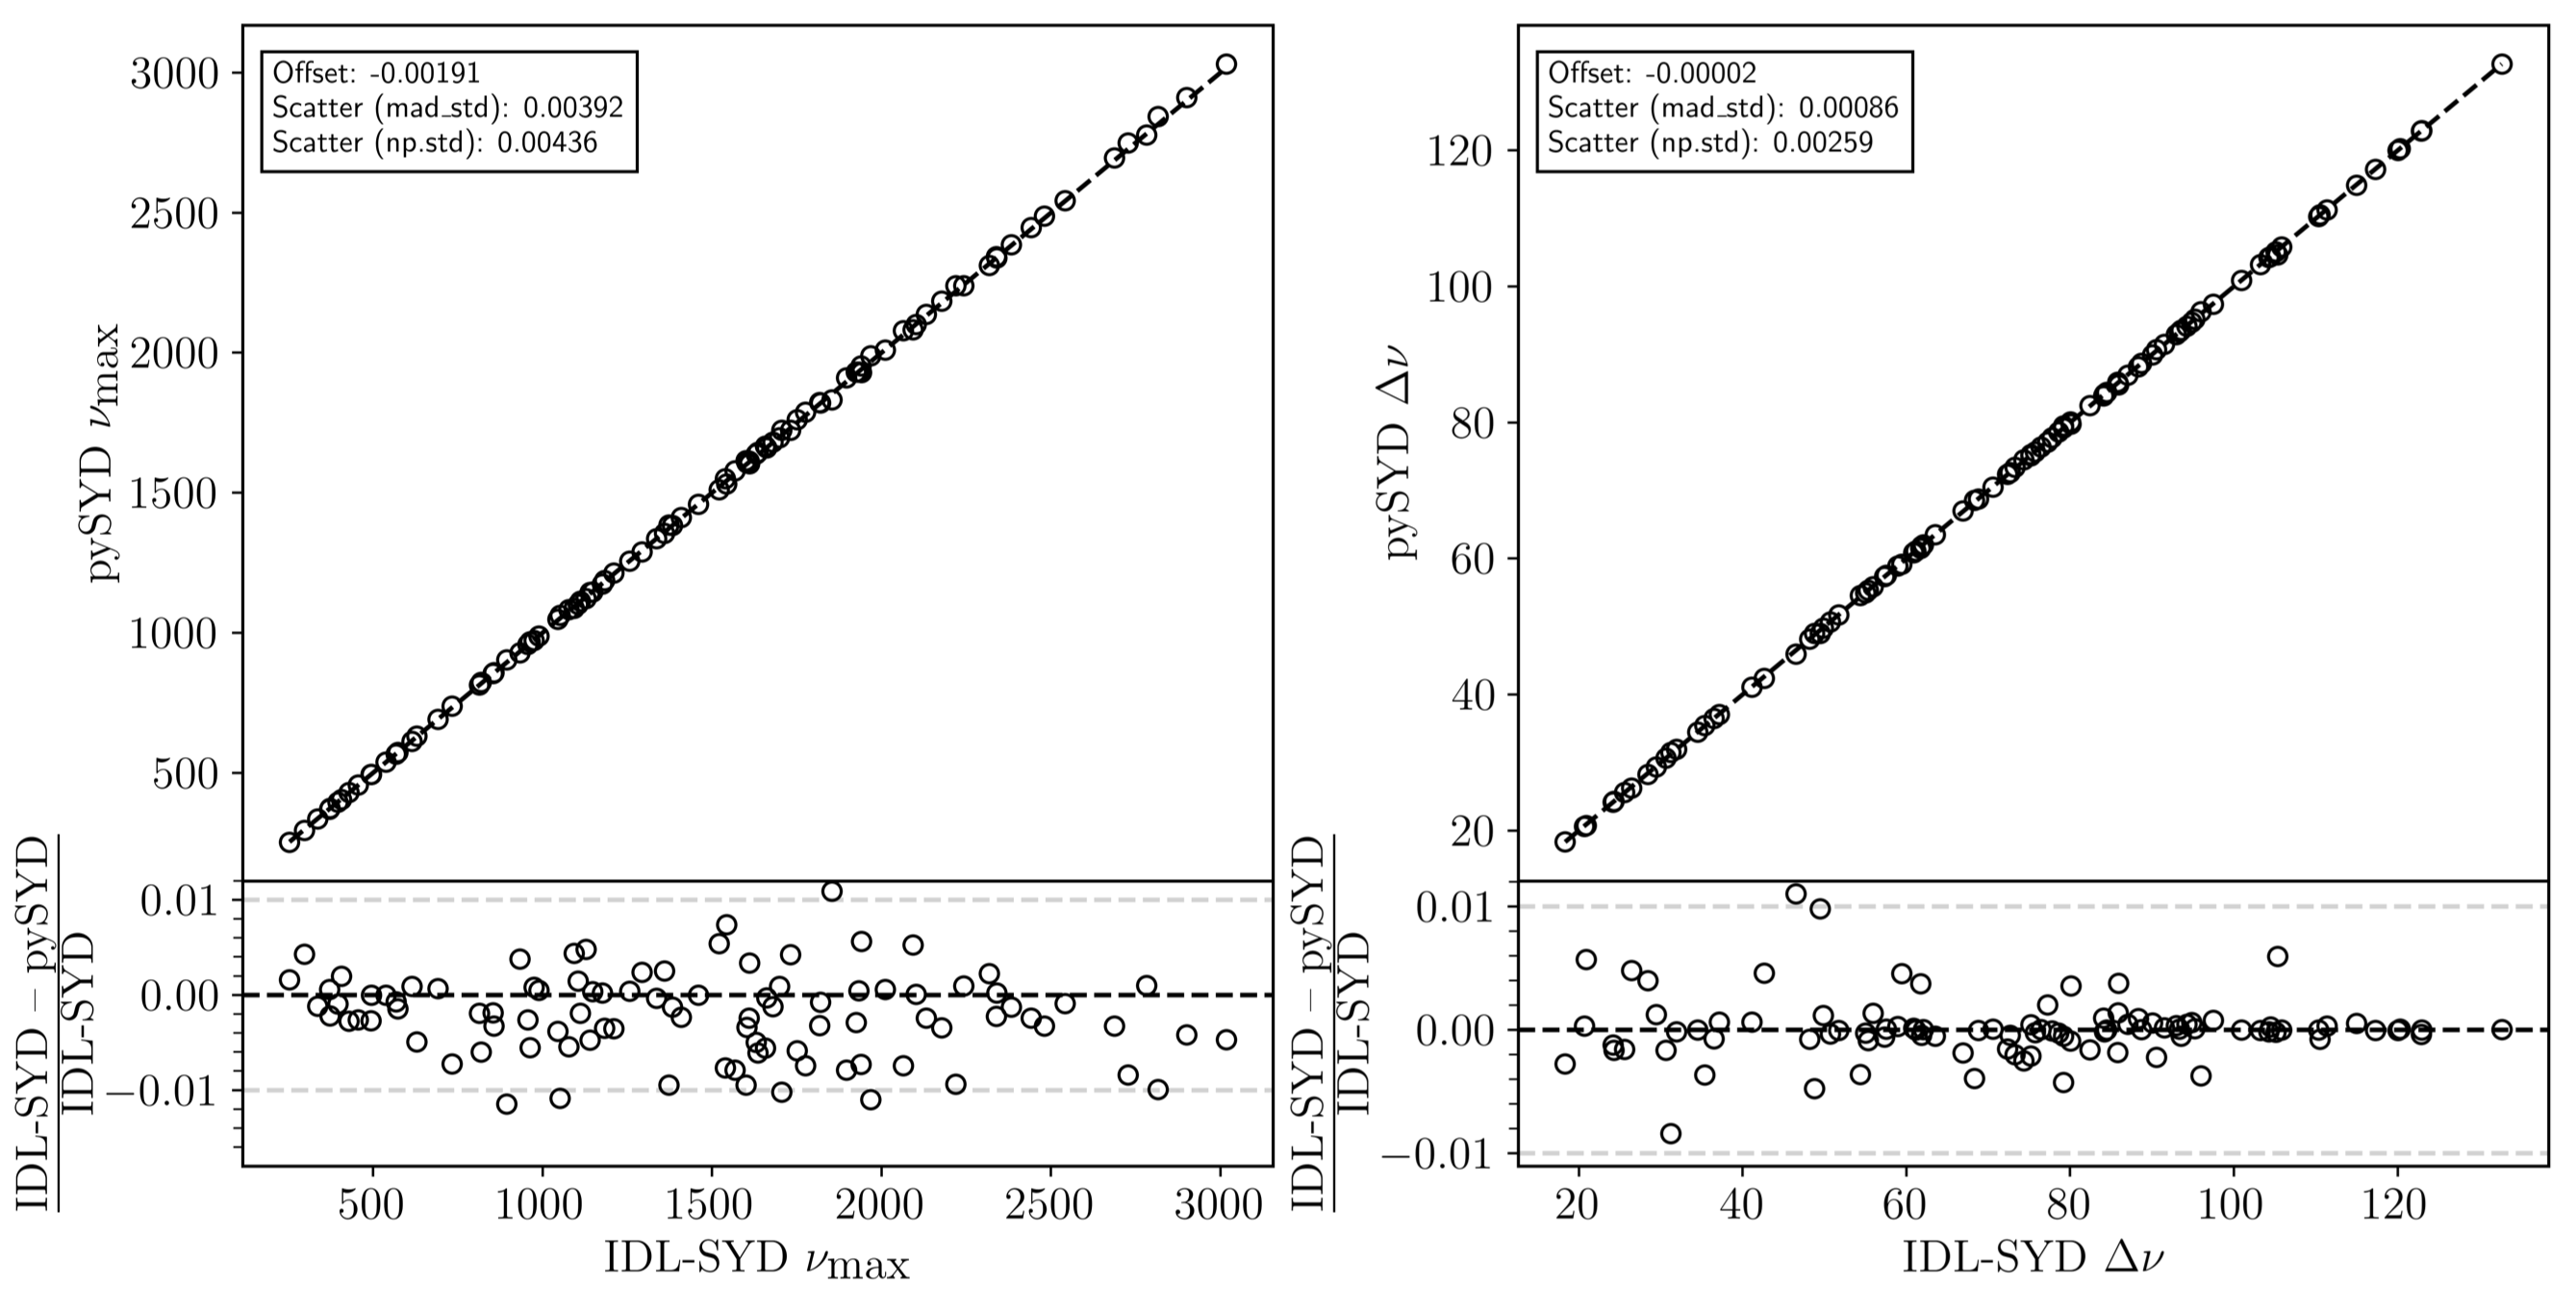 Offset: -0.00191
Scatter (mad_std): 0.00392
Scatter (np.std): 0.00436
3000
2500
2000
1500
1000
500
pySYD νmax
0.01
0.00
−0.01
IDL-SYD − pySYD
IDL-SYD
500 1000 1500 2000 2500 3000
IDL-SYD νmax
Offset: -0.00002
Scatter (mad_std): 0.00086
Scatter (np.std): 0.00259
120
100
80
60
40
20
pySYD Δν
0.01
0.00
−0.01
IDL-SYD − pySYD
IDL-SYD
20 40 60 80 100 120
IDL-SYD Δν